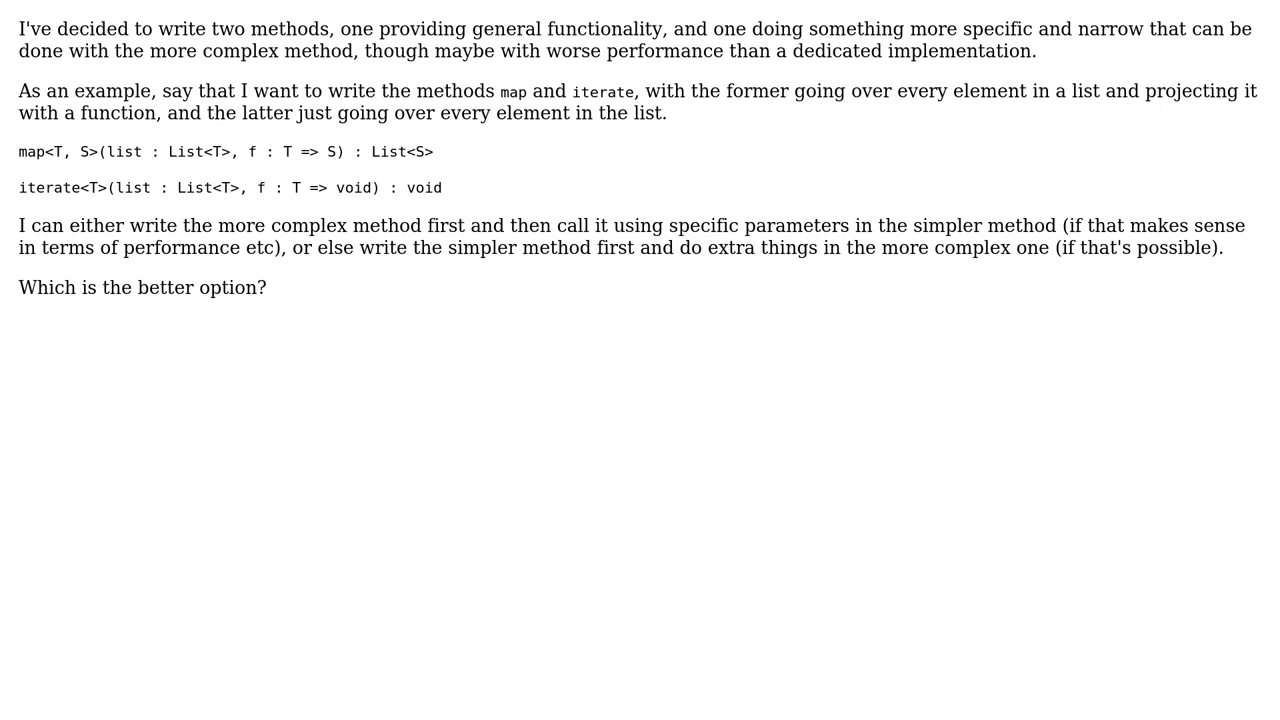 I've decided to write two methods, one providing general functionality, and one doing something more specific and narrow that can be
done with the more complex method, though maybe with worse performance than a dedicated implementation.
As an example, say that I want to write the methods map and iterate, with the former going over every element in a list and projecting it
with a function, and the latter just going over every element in the list.
map<T, S>(list : List<T>, f : T => S) : List<S>
iterate<T>(list : List<T>, f : T => void) : void
I can either write the more complex method first and then call it using specific parameters in the simpler method (if that makes sense
in terms of performance etc), or else write the simpler method first and do extra things in the more complex one (if that's possible).
Which is the better option?